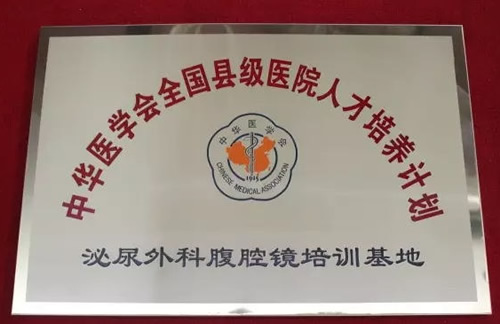 中华医学会全国县级医院人才培养计划
中华医学会
CHINESE MEDICAL ASSOCIATION
1915
泌尿外科腹腔镜培训基地